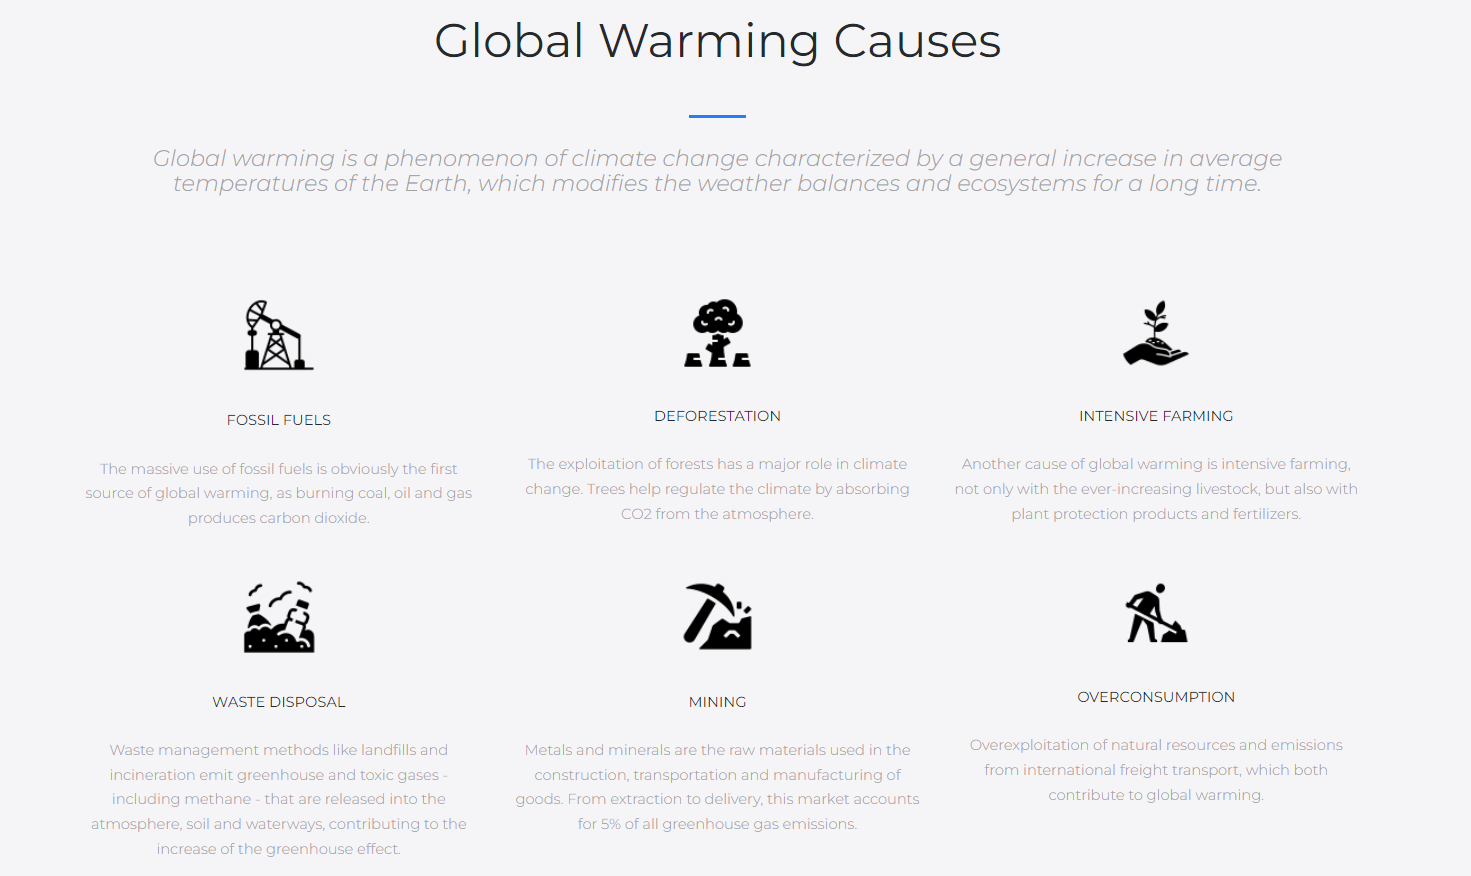 Global Warming Causes
Global warming is a phenomenon of climate change characterized by a general increase in average
temperatures of the Earth, which modifies the weather balances and ecosystems for a long time.
FOSSIL FUELS
The massive use of fossil fuels is obviously the first
source of global warming, as burning coal, oil and gas
produces carbon dioxide.
DEFORESTATION
The exploitation of forests has a major role in climate
change. Trees help regulate the climate by absorbing
CO2 from the atmosphere.
INTENSIVE FARMING
Another cause of global warming is intensive farming,
not only with the ever-increasing livestock, but also with
plant protection products and fertilizers.
WASTE DISPOSAL
Waste management methods like landfills and
incineration emit greenhouse and toxic gases -
including methane - that are released into the
atmosphere, soil and waterways, contributing to the
increase of the greenhouse effect.
MINING
Metals and minerals are the raw materials used in the
construction, transportation and manufacturing of
goods. From extraction to delivery, this market accounts
for 5% of all greenhouse gas emissions.
OVERCONSUMPTION
Overexploitation of natural resources and emissions
from international freight transport, which both
contribute to global warming.